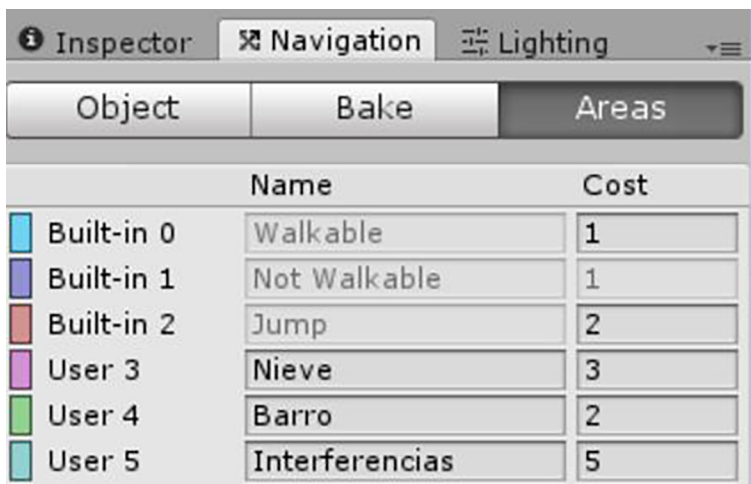 Inspector Navigation Lighting
Object Bake Areas
Name Cost
Built-in 0 Walkable 1
Built-in 1 Not Walkable 1
Built-in 2 Jump 2
User 3 Nieve 3
User 4 Barro 2
User 5 Interferencias 5